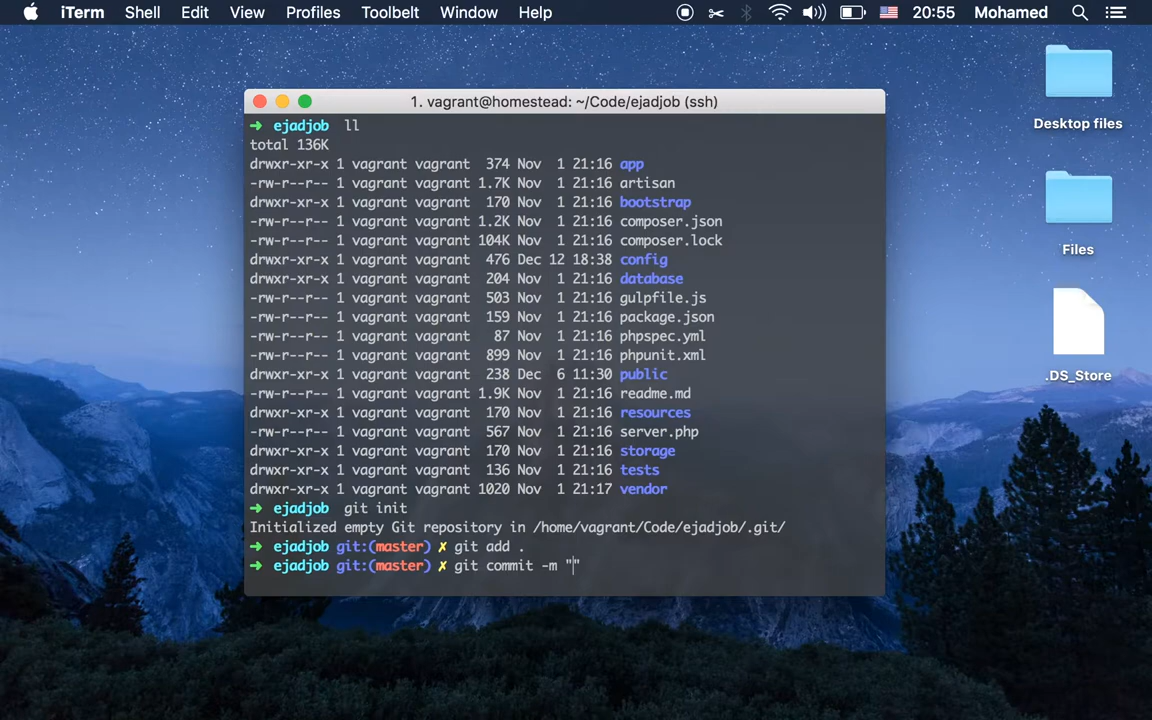 iTerm Shell Edit View Profiles Toolbelt Window Help 20:55 Mohamed
1. vagrant@homestead: ~/Code/ejadjob (ssh)
➜ ejadjob ll
total 136K
drwxr-xr-x 1 vagrant vagrant 374 Nov 1 21:16 app
-rw-r--r-- 1 vagrant vagrant 1.7K Nov 1 21:16 artisan
drwxr-xr-x 1 vagrant vagrant 170 Nov 1 21:16 bootstrap
-rw-r--r-- 1 vagrant vagrant 1.2K Nov 1 21:16 composer.json
-rw-r--r-- 1 vagrant vagrant 104K Nov 1 21:16 composer.lock
drwxr-xr-x 1 vagrant vagrant 476 Dec 12 18:38 config
drwxr-xr-x 1 vagrant vagrant 204 Nov 1 21:16 database
-rw-r--r-- 1 vagrant vagrant 503 Nov 1 21:16 gulpfile.js
-rw-r--r-- 1 vagrant vagrant 159 Nov 1 21:16 package.json
-rw-r--r-- 1 vagrant vagrant 87 Nov 1 21:16 phpspec.yml
-rw-r--r-- 1 vagrant vagrant 899 Nov 1 21:16 phpunit.xml
drwxr-xr-x 1 vagrant vagrant 238 Dec 6 11:30 public
-rw-r--r-- 1 vagrant vagrant 1.9K Nov 1 21:16 readme.md
drwxr-xr-x 1 vagrant vagrant 170 Nov 1 21:16 resources
-rw-r--r-- 1 vagrant vagrant 567 Nov 1 21:16 server.php
drwxr-xr-x 1 vagrant vagrant 170 Nov 1 21:16 storage
drwxr-xr-x 1 vagrant vagrant 136 Nov 1 21:16 tests
drwxr-xr-x 1 vagrant vagrant 1020 Nov 1 21:17 vendor
➜ ejadjob git init
Initialized empty Git repository in /home/vagrant/Code/ejadjob/.git/
➜ ejadjob git:(master) ✗ git add .
➜ ejadjob git:(master) ✗ git commit -m ""
Desktop files
Files
.DS_Store